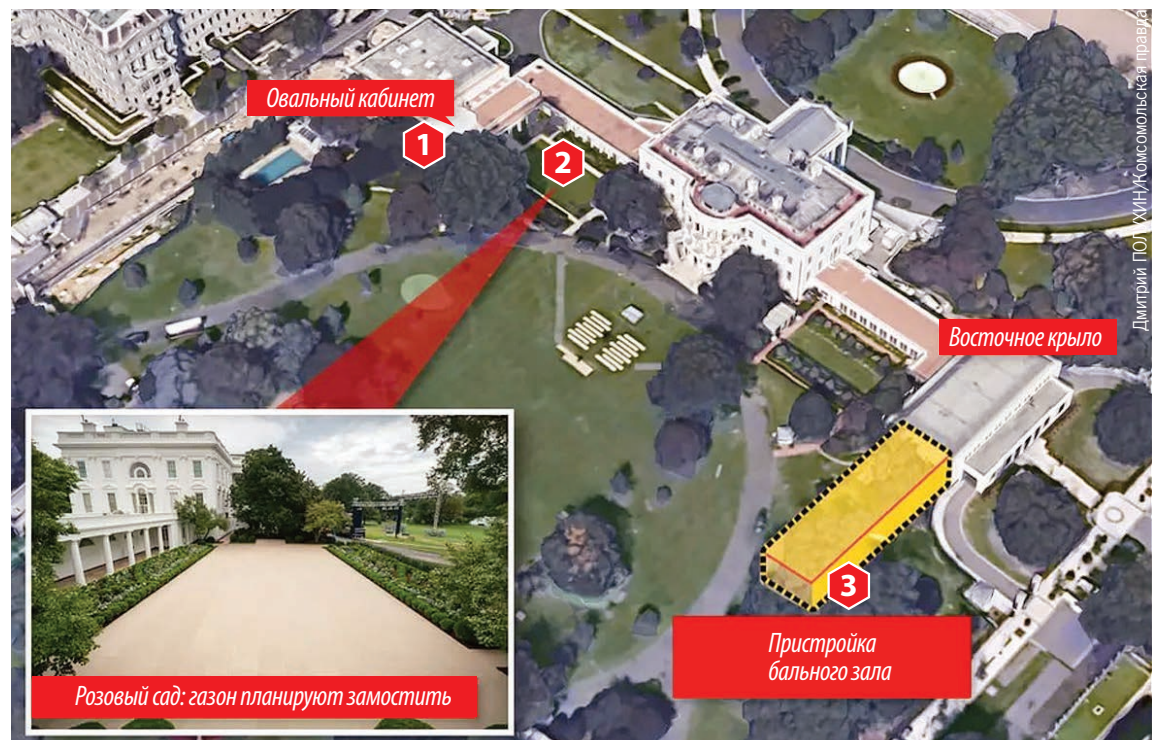 Овальный кабинет
1
2
Восточное крыло
3
Пристройка
бального зала
Розовый сад: газон планируют замостить
Дмитрий ПОЛУХИН/Комсомольская правда